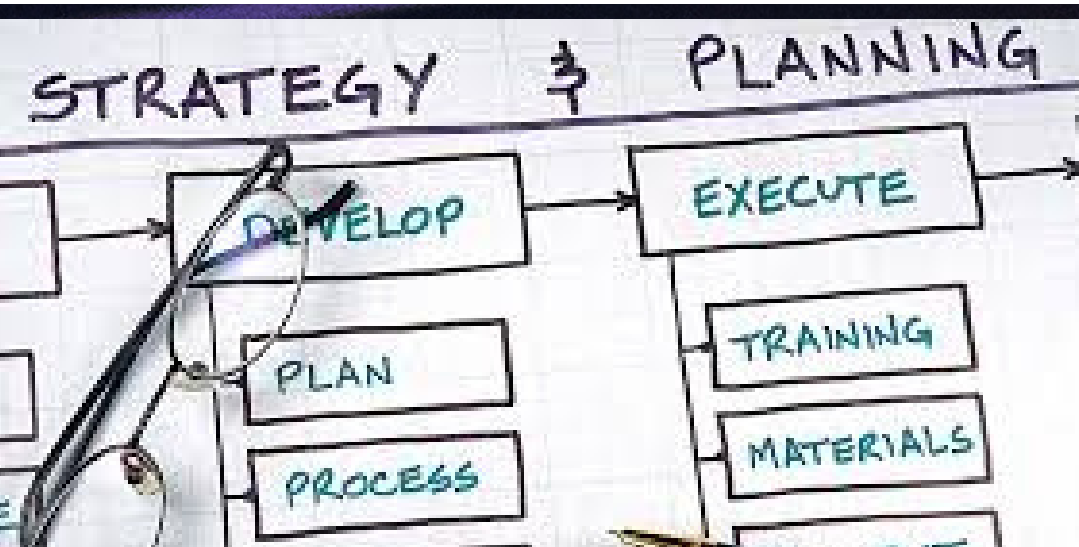 STRATEGY & PLANNING
DEVELOP
EXECUTE
PLAN
TRAINING
PROCESS
MATERIALS